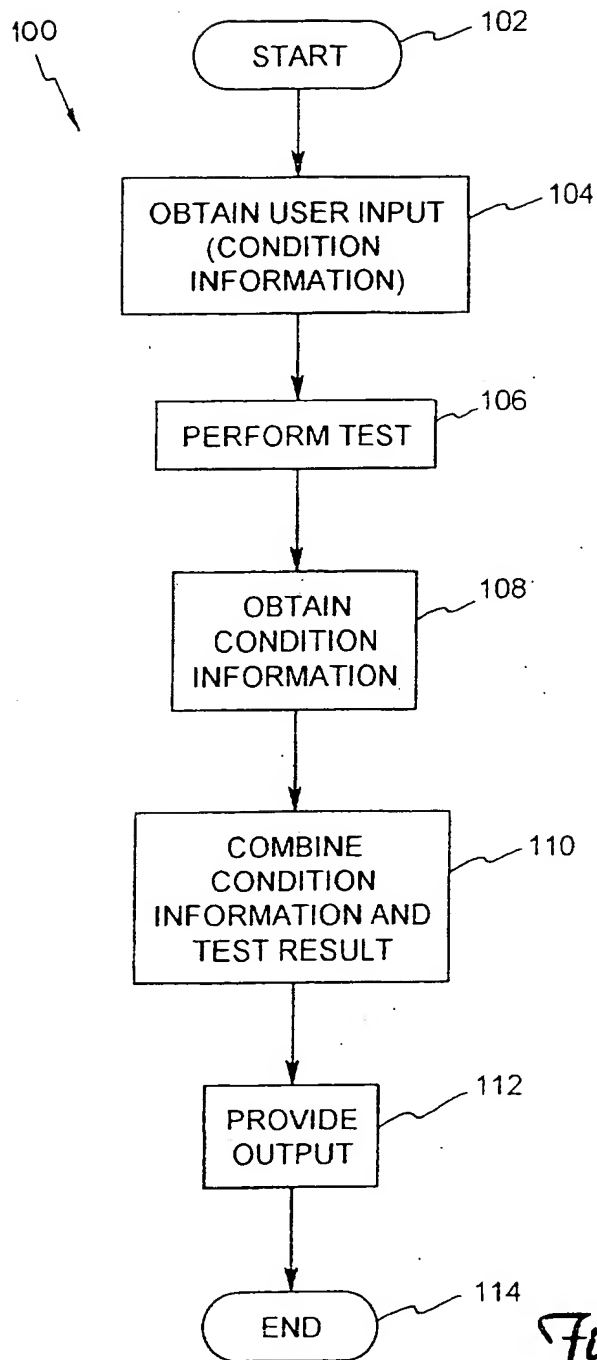 100
102
START
104
OBTAIN USER INPUT
(CONDITION
INFORMATION)
106
PERFORM TEST
108
OBTAIN
CONDITION
INFORMATION
110
COMBINE
CONDITION
INFORMATION AND
TEST RESULT
112
PROVIDE
OUTPUT
114
END